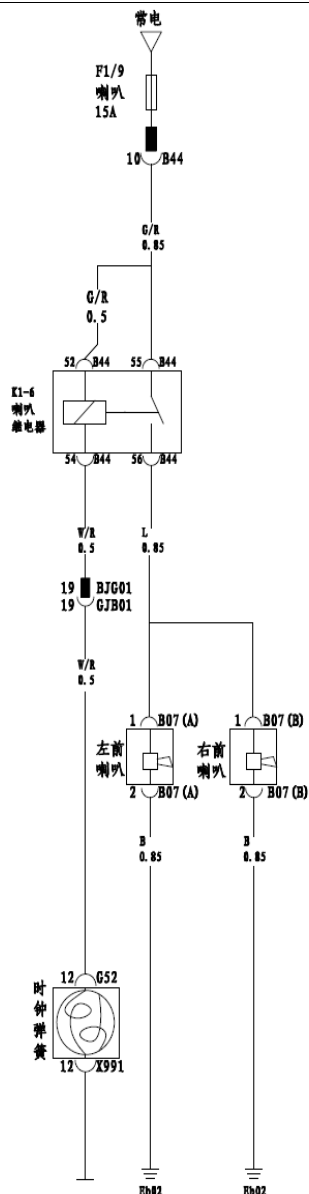 常电
F1/9
喇叭
15A
10 B44
G/R
0.85
G/R
0.5
52 B44 55 B44
K1-6
喇叭
继电器
54 B44 56 B44
W/R
0.5
L
0.85
19 BJG01
19 GJB01
W/R
0.5
1 B07(A) 1 B07(B)
左前
喇叭
右前
喇叭
2 B07(A) 2 B07(B)
B
0.85
B
0.85
12 G52
时
钟
弹
簧
12 X991
Eb02 Eb02